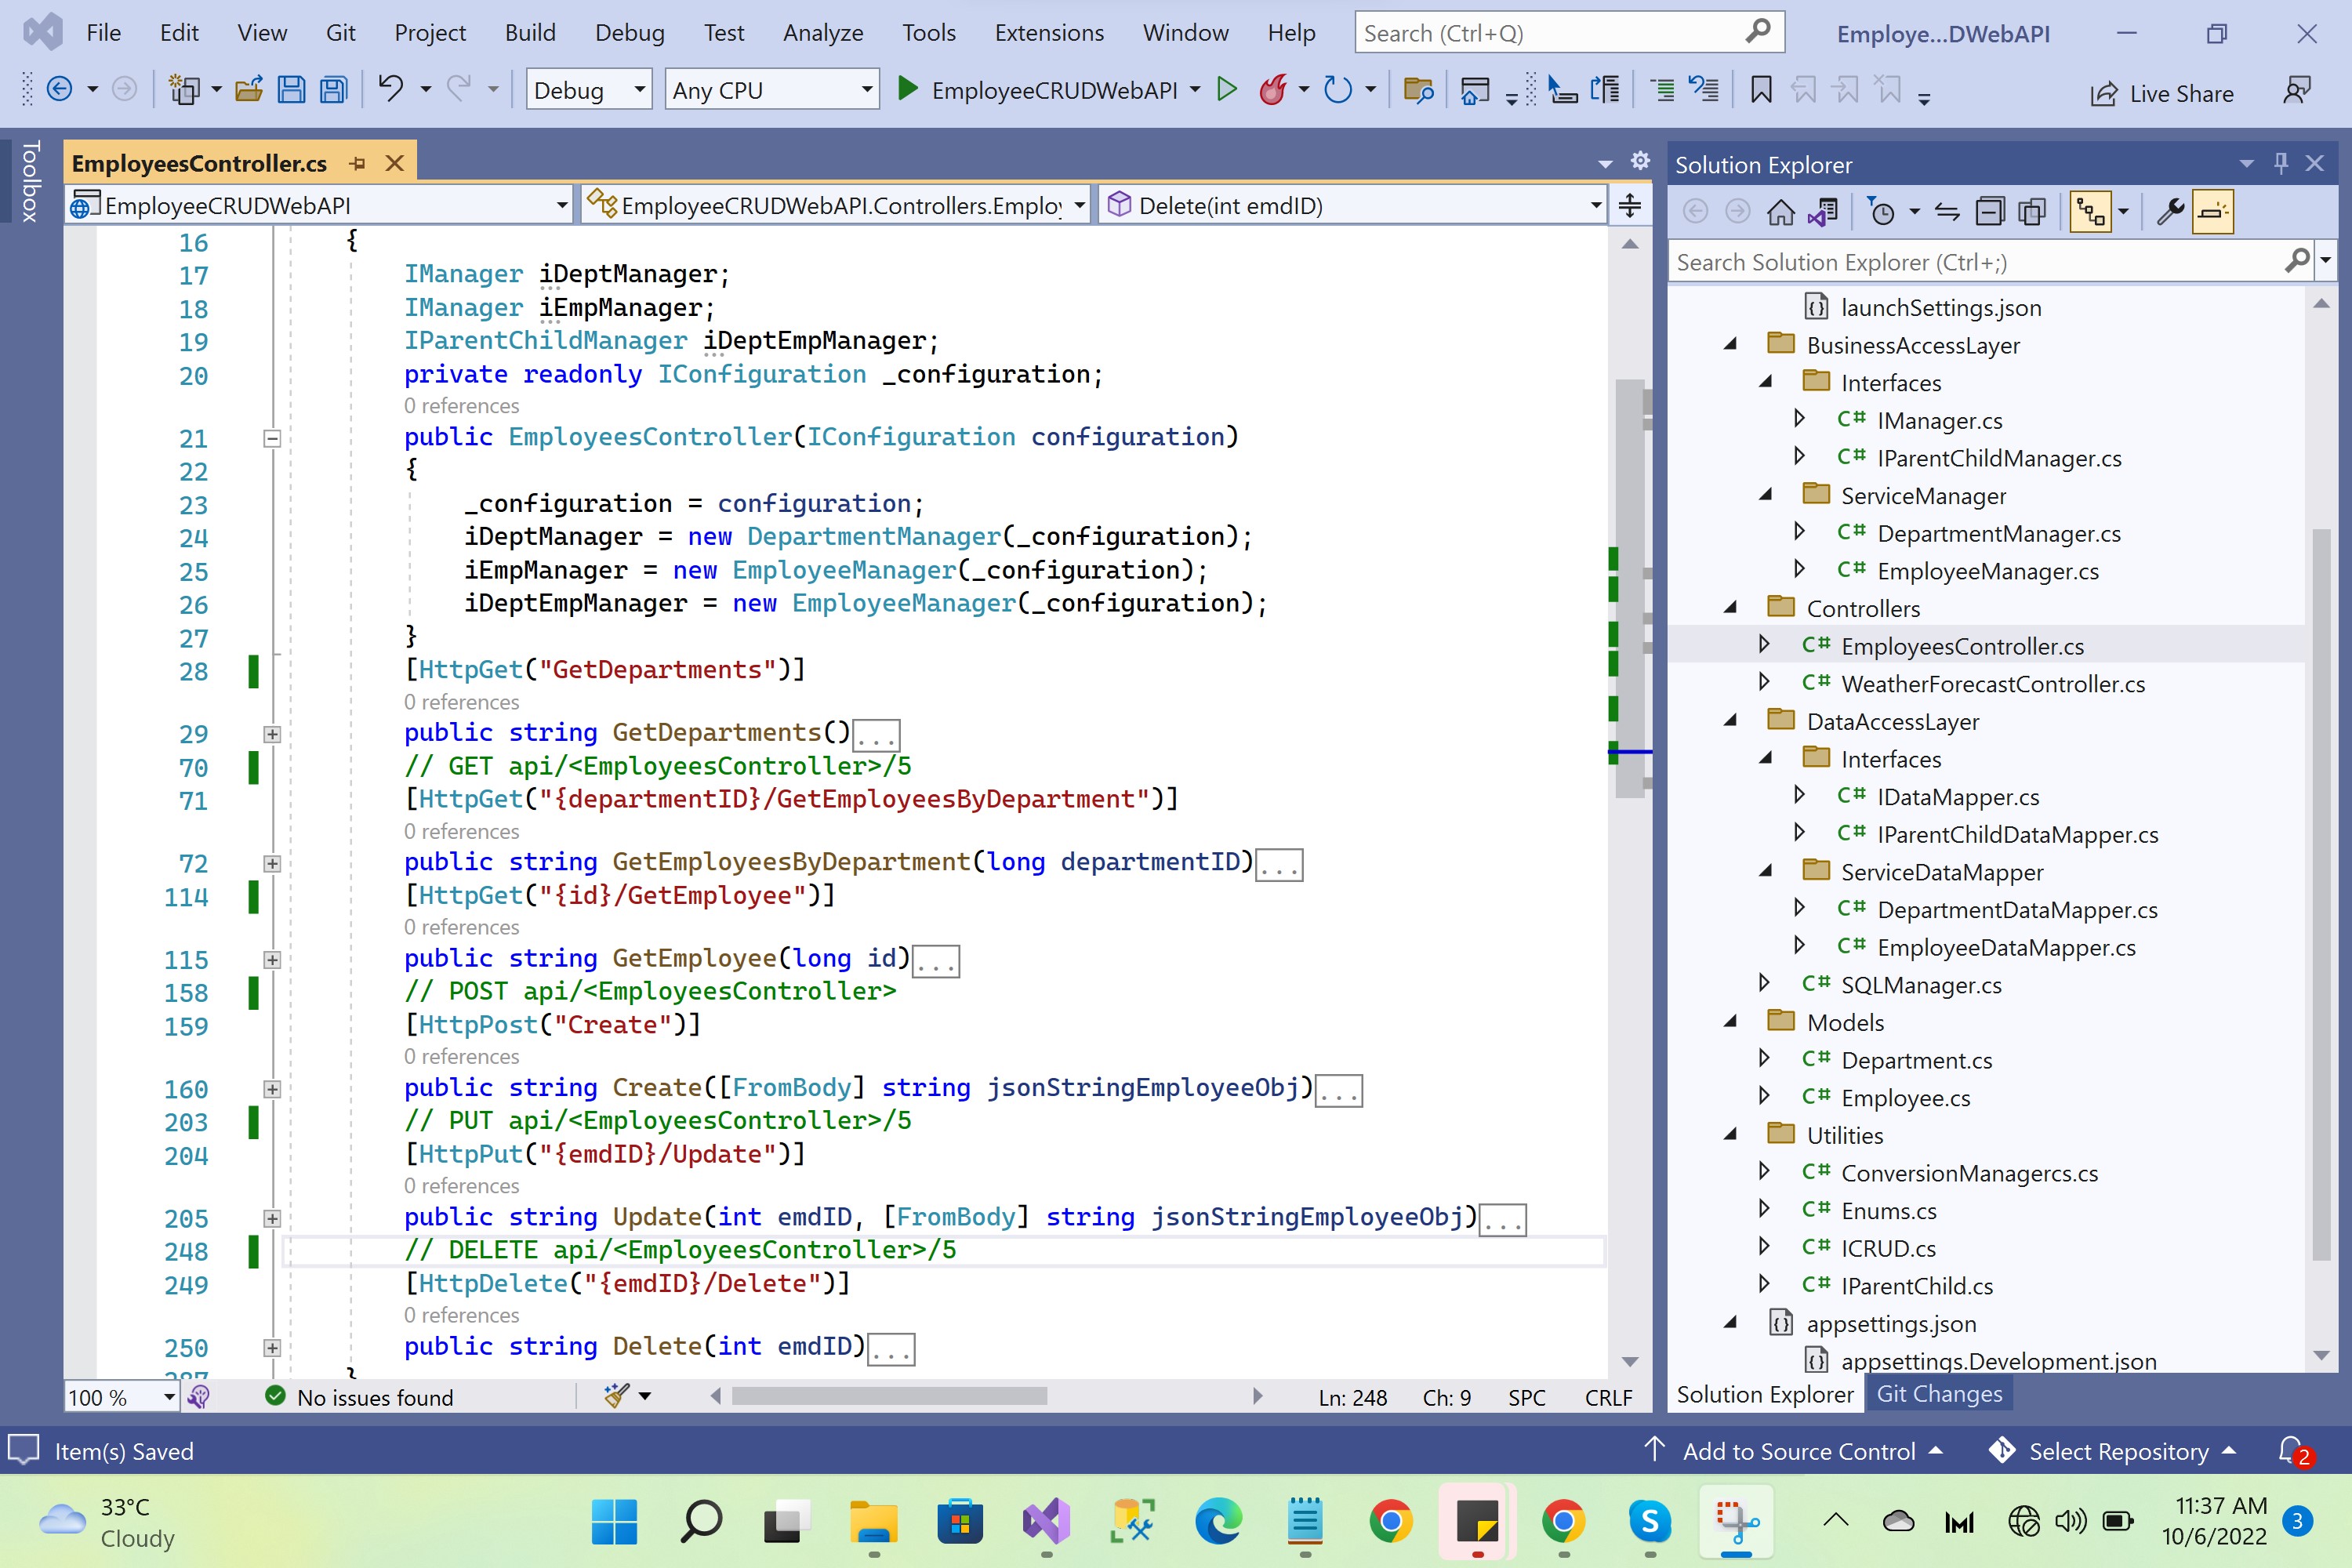 File Edit View Git Project Build Debug Test Analyze Tools Extensions Window Help Search (Ctrl+Q) Employe...DWebAPI
Debug Any CPU EmployeeCRUDWebAPI Live Share
Toolbox
EmployeesController.cs
EmployeeCRUDWebAPI EmployeeCRUDWebAPI.Controllers.Emplo Delete(int emdID)
16 {
17 IManager iDeptManager;
18 IManager iEmpManager;
19 IParentChildManager iDeptEmpManager;
20 private readonly IConfiguration _configuration;
0 references
21 public EmployeesController(IConfiguration configuration)
22 {
23 _configuration = configuration;
24 iDeptManager = new DepartmentManager(_configuration);
25 iEmpManager = new EmployeeManager(_configuration);
26 iDeptEmpManager = new EmployeeManager(_configuration);
27 }
28 [HttpGet("GetDepartments")]
0 references
29 public string GetDepartments()...
70 // GET api/<EmployeesController>/5
71 [HttpGet("{departmentID}/GetEmployeesByDepartment")]
0 references
72 public string GetEmployeesByDepartment(long departmentID)...
114 [HttpGet("{id}/GetEmployee")]
0 references
115 public string GetEmployee(long id)...
158 // POST api/<EmployeesController>
159 [HttpPost("Create")]
0 references
160 public string Create([FromBody] string jsonStringEmployeeObj)...
203 // PUT api/<EmployeesController>/5
204 [HttpPut("{emdID}/Update")]
0 references
205 public string Update(int emdID, [FromBody] string jsonStringEmployeeObj)...
248 // DELETE api/<EmployeesController>/5
249 [HttpDelete("{emdID}/Delete")]
0 references
250 public string Delete(int emdID)...
}
100 % No issues found Ln: 248 Ch: 9 SPC CRLF
Solution Explorer
Search Solution Explorer (Ctrl+;)
launchSettings.json
BusinessAccessLayer
Interfaces
C# IManager.cs
C# IParentChildManager.cs
ServiceManager
C# DepartmentManager.cs
C# EmployeeManager.cs
Controllers
C# EmployeesController.cs
C# WeatherForecastController.cs
DataAccessLayer
Interfaces
C# IDataMapper.cs
C# IParentChildDataMapper.cs
ServiceDataMapper
C# DepartmentDataMapper.cs
C# EmployeeDataMapper.cs
C# SQLManager.cs
Models
C# Department.cs
C# Employee.cs
Utilities
C# ConversionManagercs.cs
C# Enums.cs
C# ICRUD.cs
C# IParentChild.cs
appsettings.json
appsettings.Development.json
Solution Explorer Git Changes
Item(s) Saved Add to Source Control Select Repository 2
33°C
Cloudy
11:37 AM
10/6/2022 3